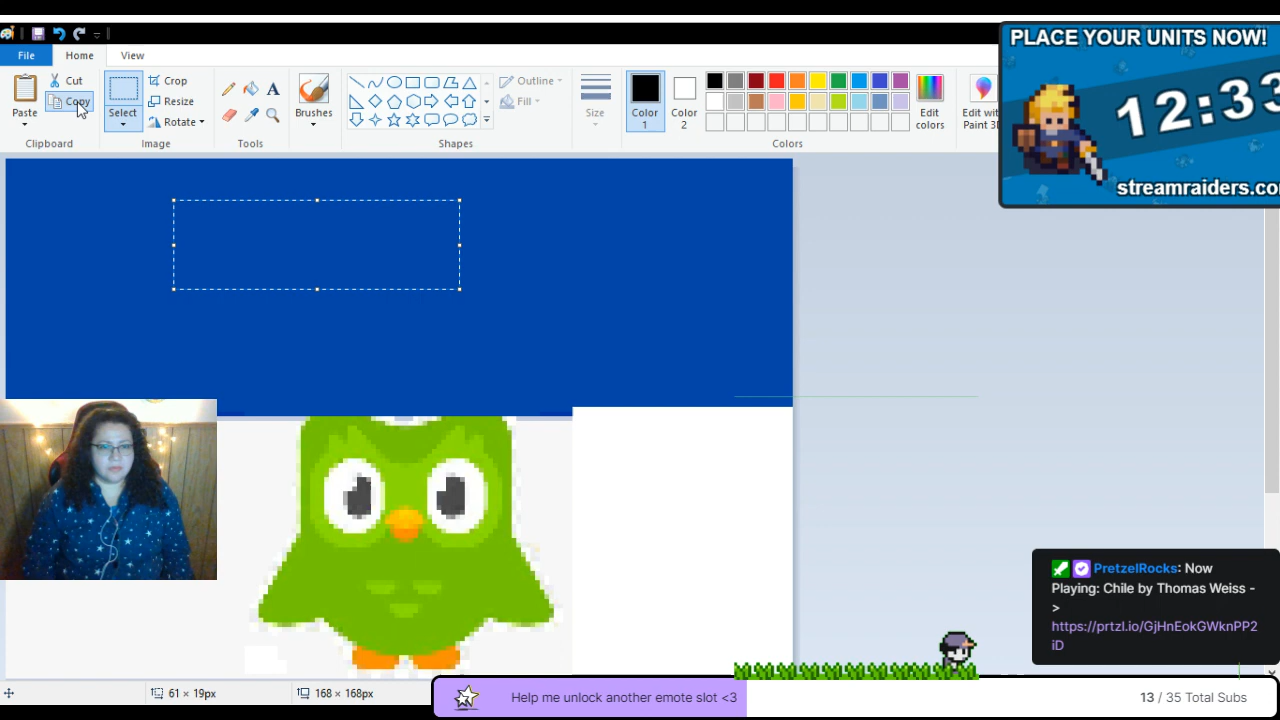 File Home View
Paste
Cut
Copy
Clipboard
Select
Crop
Resize
Rotate
Image
Tools
Brushes
Shapes
Outline
Fill
Size
Color 1
Color 2
Edit colors
Colors
Edit with
Paint 3D
PLACE YOUR UNITS NOW!
12:33
streamraiders.co
PretzelRocks: Now
Playing: Chile by Thomas Weiss -
>
https://prtzl.io/GjHnEokGWknPP2
iD
61 × 19px
168 × 168px
Help me unlock another emote slot <3
13 / 35 Total Subs